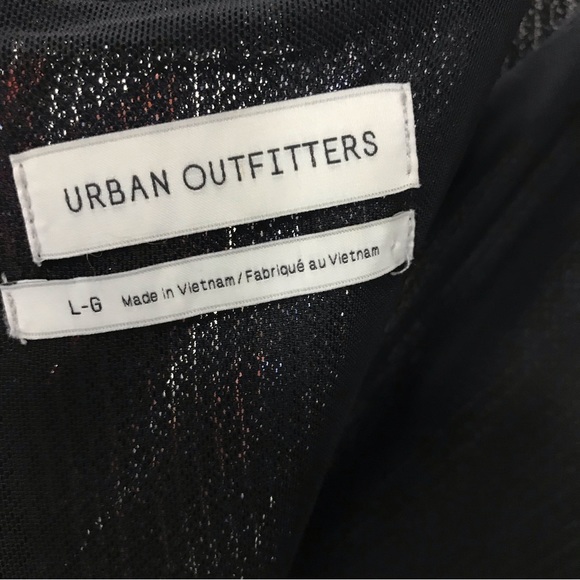 URBAN OUTFITTERS
L-G Made in Vietnam/Fabriqué au Vietnam